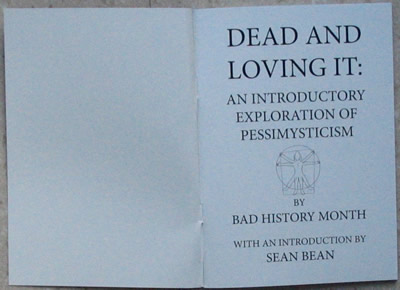 DEAD AND
LOVING IT:
AN INTRODUCTORY
EXPLORATION OF
PESSIMYSTICISM
BY
BAD HISTORY MONTH
WITH AN INTRODUCTION BY
SEAN BEAN